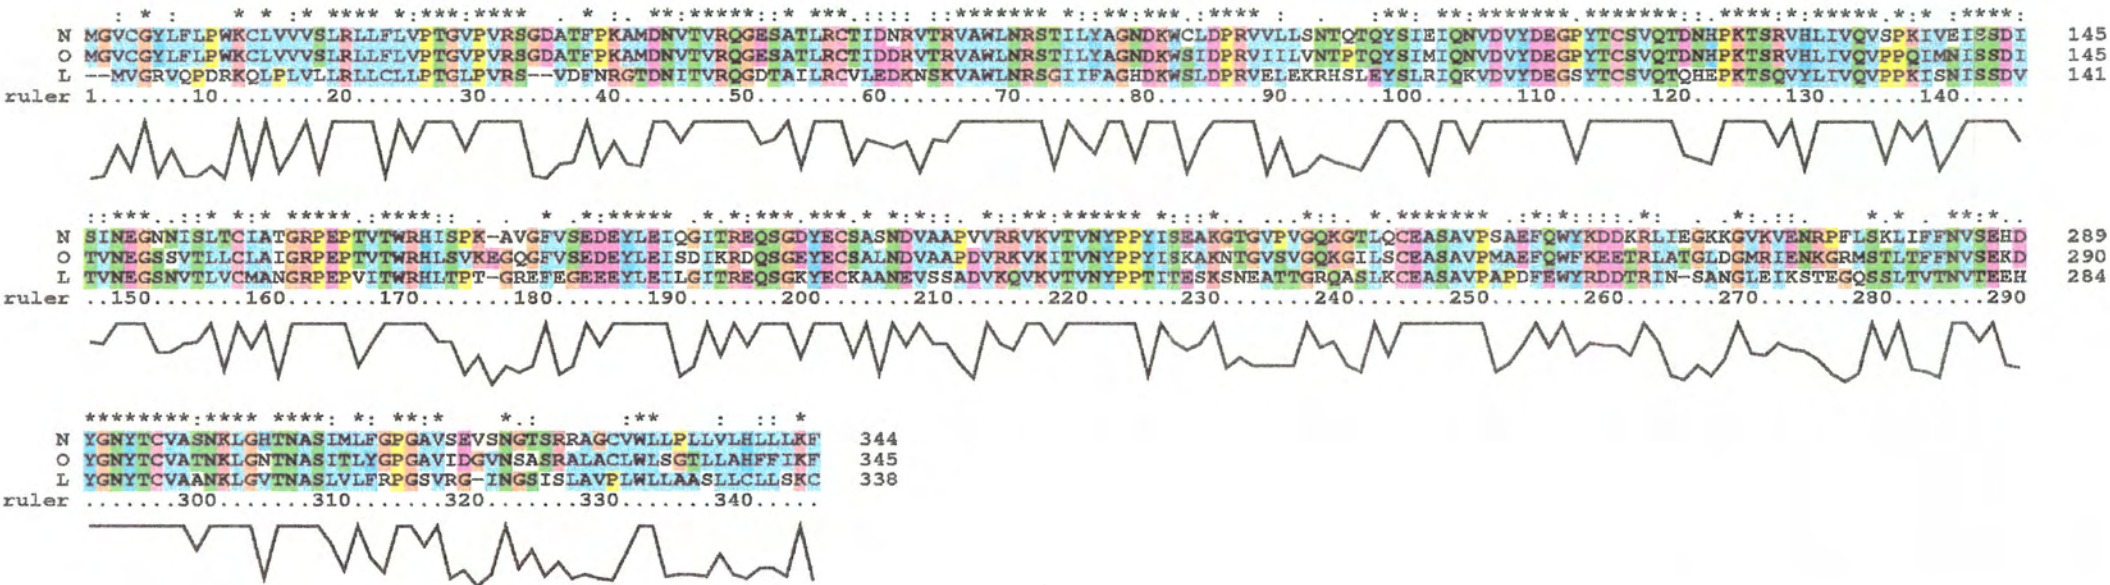 N MGVCGYLFLPWKCLVVVSLRLLFLVPTGVPVRSGDATFPKAMDNVTVRQGESATLRCTIDNRVTRVAWLNRSTILYAGNDKWCLDPRVVLLSNTQTQYSIEIQNVDVYDEGPYTCSVQTDNHPKTSRVHLIVQVSPKIVEISSDI 145
O MGVCGYLFLPWKCLVVVSLRLLFLVPTGVPVRSGDATFPKAMDNVTVRQGESATLRCTIDDRVTRVAWLNRSTILYAGNDKWSIDPRVIILVNTPTQYSIMIQNVDVYDEGPYTCSVQTDNHPKTSRVHLIVQVPPQIMNISSDI 145
L --MVGRVQPDRKQLPLVLLRLLCLLPTGLPVRS--VDFNRGTDNITVRQGDTAILRCVLEDKNSKVAWLNRSGIIFAGHDKWSLDPRVELEKRHSLEYSLRIQKVDVYDEGSYTCSVQTQHEPKTSQVYLIVQVPPKISNISSDV 141
ruler 1.......10........20........30........40........50........60........70........80........90.......100.......110.......120.......130.......140......
N SINEGNNISLTCIATGRPEPTVTWRHISPK-AVGFVSEDEYLEIQGITREQSGDYECSASNDVAAPVVRRVKVTVNYPPYISEAKGTGVPVGQKGTLQCEASAVPSAEFQWYKDDKRLIEGKKGVKVENRPFLSKLIFFNVSEHD 289
O TVNEGSSVTLLCLAIGRPEPTVTWRHLSVKEGQGFVSEDEYLEISDIKRDQSGEYECSALNDVAAPDVRKVKITVNYPPYISKAKNTGVSVGQKGILSCEASAVPMAEFQWFKEETRLATGLDGMRIENKGRMSTLTFFNVSEKD 290
L TVNEGSNVTLVCMANGRPEPVITWRHLTPT-GREFEGEEEYLEILGITREQSGKYECKAANEVSSADVKQVKVTVNYPPTITESKSNEATTGRQASLKCEASAVPAPDFEWYRDDTRIN-SANGLEIKSTEGQSSLTVTNVTEEH 284
ruler ..150.......160.......170.......180.......190.......200.......210.......220.......230.......240.......250.......260.......270.......280.......290
N YGNYTCVASNKLGHTNASIMLFGPGAVSEVSNGTSRRAGCVWLLPLLVLHLLLKF 344
O YGNYTCVATNKLGNTNASITLYGPGAVIDGVNSASRALACLWLSGTLLAHFFIKF 345
L YGNYTCVAANKLGVTNASLVLFRPGSVRG-INGSISLAVPLWLLAASLLCLLSKC 338
ruler .......300.......310.......320.......330.......340......